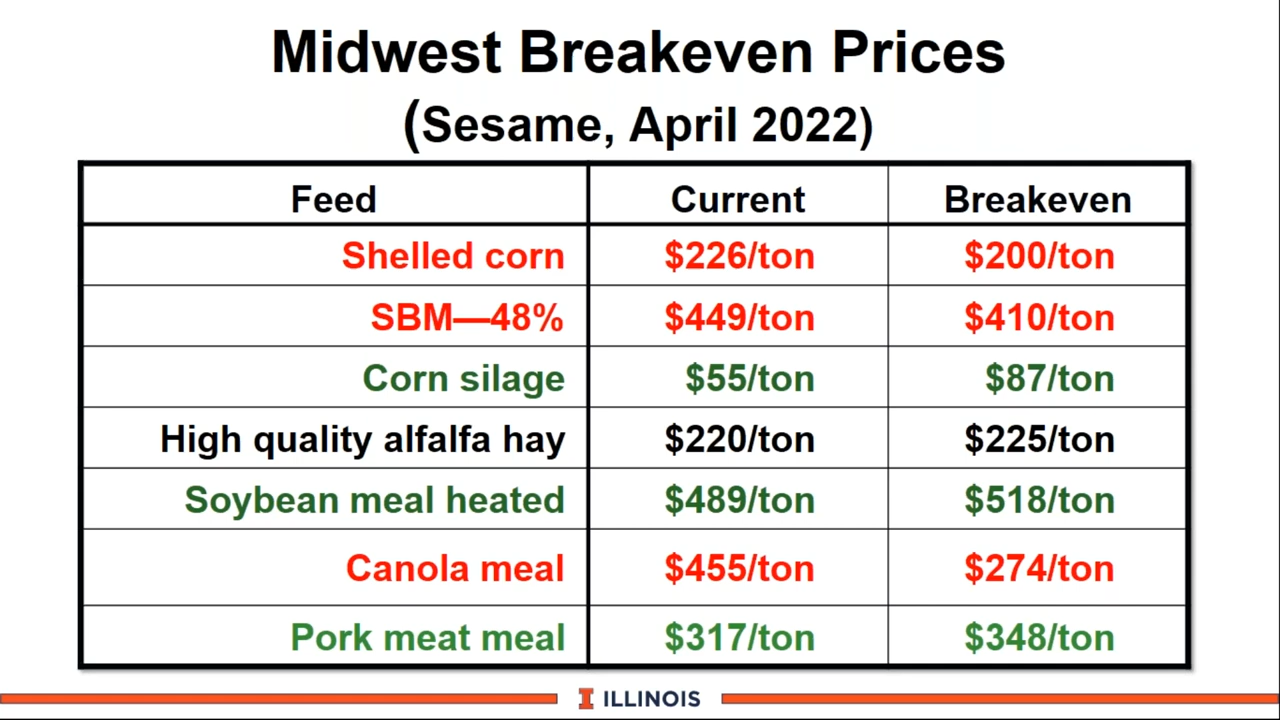 Midwest Breakeven Prices
(Sesame, April 2022)
Feed Current Breakeven
Shelled corn $226/ton $200/ton
SBM—48% $449/ton $410/ton
Corn silage $55/ton $87/ton
High quality alfalfa hay $220/ton $225/ton
Soybean meal heated $489/ton $518/ton
Canola meal $455/ton $274/ton
Pork meat meal $317/ton $348/ton
I ILLINOIS